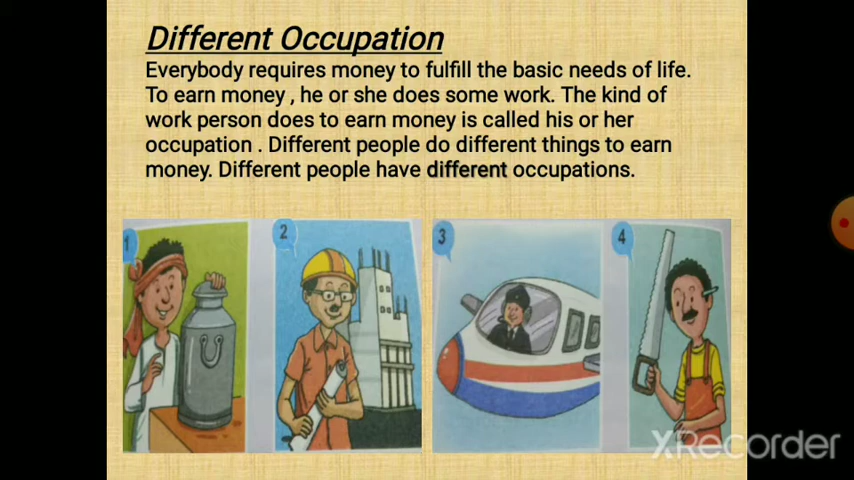 Different Occupation
Everybody requires money to fulfill the basic needs of life.
To earn money , he or she does some work. The kind of
work person does to earn money is called his or her
occupation . Different people do different things to earn
money. Different people have different occupations.
1
2
3
4
XRecorder